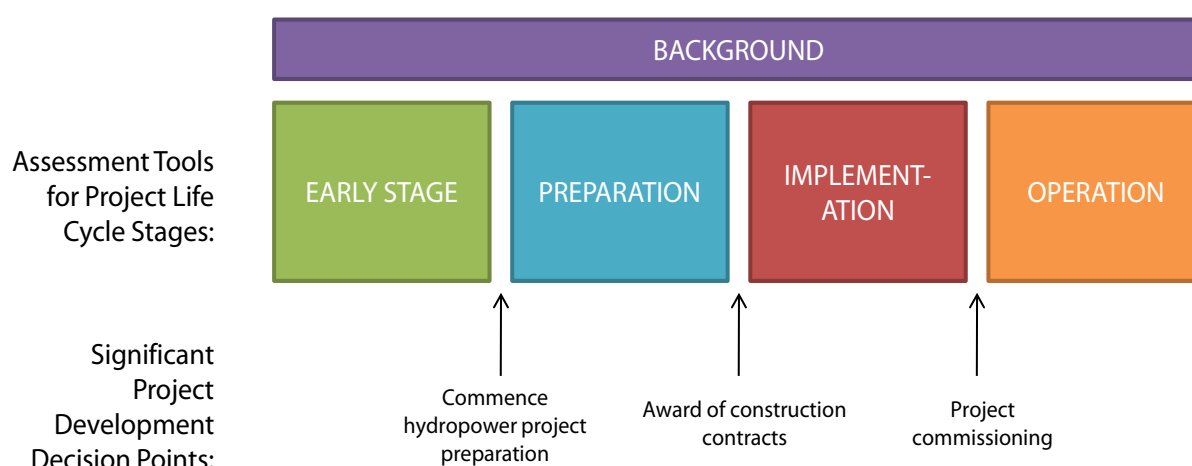 BACKGROUND
Assessment Tools
for Project Life
Cycle Stages:
EARLY STAGE
PREPARATION
IMPLEMENT-
ATION
OPERATION
Significant
Project
Development
Decision Points:
Commence
hydropower project
preparation
Award of construction
contracts
Project
commissioning